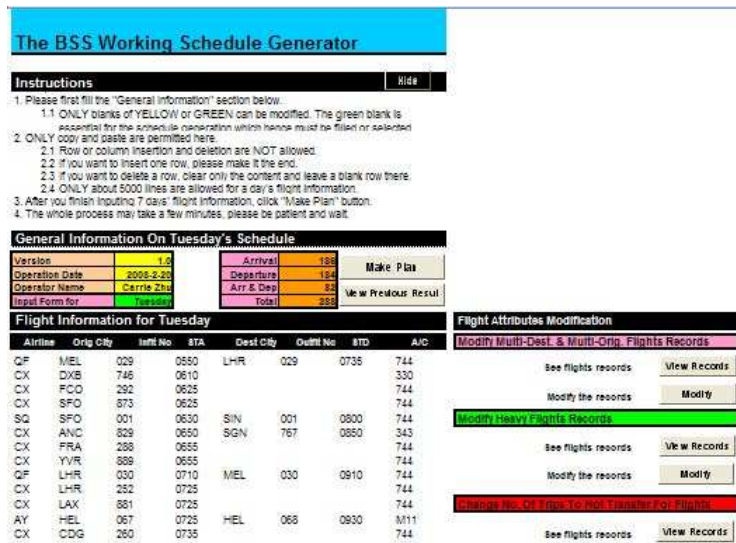 The BSS Working Schedule Generator
Instructions
Hide
1. Please first fill the "General Information" section below.
1.1 ONLY blanks of YELLOW or GREEN can be modified. The green blank is
essential for the schedule generation which hence must be filled or selected
2. ONLY copy and paste are permitted here.
2.1 Row or column insertion and deletion are NOT allowed.
2.2 If you want to insert one row, please make it the end.
2.3 If you want to delete a row, clear only the content and leave a blank row there.
2.4 ONLY about 5000 lines are allowed for a day's flight information.
3. After you finish inputing 7 days' flight information, click "Make Plan" button.
4. The whole process may take a few minutes, please be patient and wait.
General Information On Tuesday's Schedule
Version 1.0 Arrival 186 Make Plan
Operation Date 2008-2-20 Departure 184
Operator Name Carrie Zhu Arr & Dep 82 View Previous Resul
Input Form for Tuesday Total 288
Flight Information for Tuesday
Flight Attributes Modification
Airline Orig City Inflt No STA Dest City Outflt No STD A/C
Modify Multi-Dest. & Multi-Orig. Flights Records
QF MEL 029 0550 LHR 029 0735 744
See flights records View Records
CX DXB 746 0610 330
CX FCO 292 0625 744
CX SFO 873 0625 744
Modify the records Modify
SQ SFO 001 0630 SIN 001 0800 744
Modify Heavy Flights Records
CX ANC 829 0650 SGN 767 0850 343
CX FRA 288 0655 744
See flights records View Records
CX YVR 889 0655 744
QF LHR 030 0710 MEL 030 0910 744
Modify the records Modify
CX LHR 252 0725 744
CX LAX 881 0725 744
Change No. Of Trips To Hot Transfer For Flights
AY HEL 067 0725 HEL 068 0930 M11
CX CDG 260 0735 744
See flights records View Records